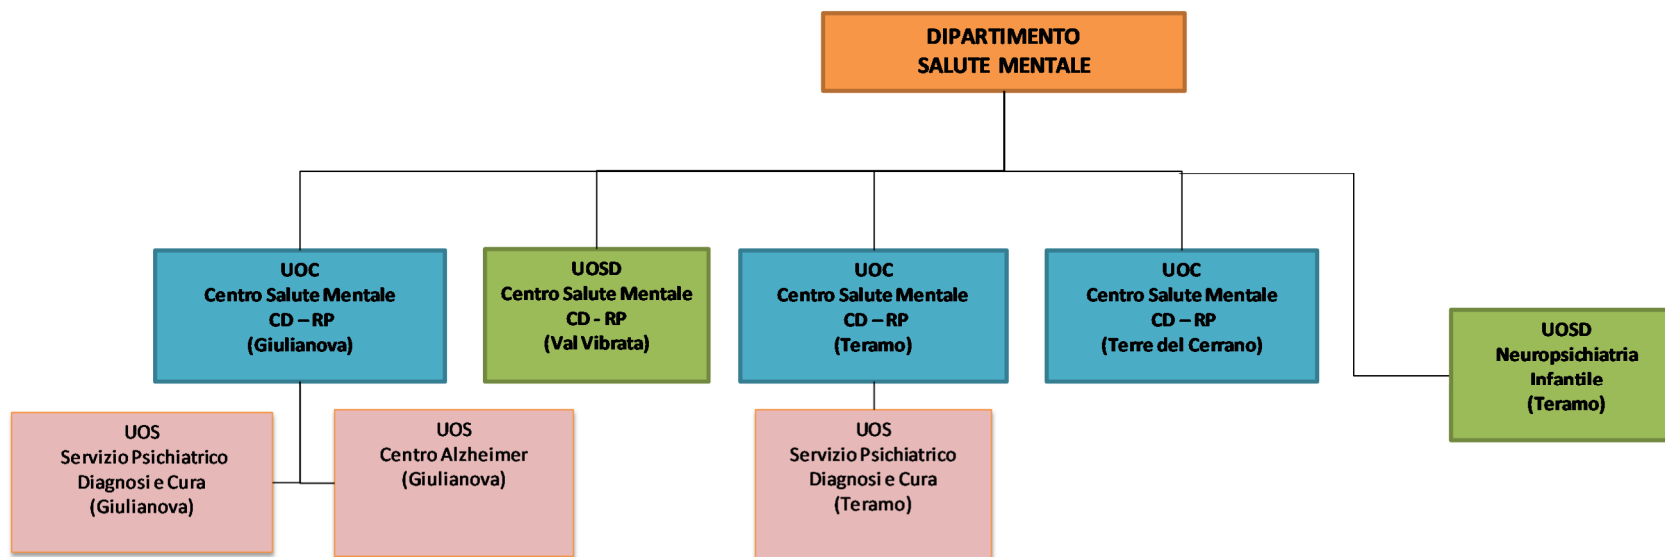 DIPARTIMENTO
SALUTE MENTALE
UOC
Centro Salute Mentale
CD – RP
(Giulianova)
UOSD
Centro Salute Mentale
CD - RP
(Val Vibrata)
UOC
Centro Salute Mentale
CD – RP
(Teramo)
UOC
Centro Salute Mentale
CD – RP
(Terre del Cerrano)
UOSD
Neuropsichiatria
Infantile
(Teramo)
UOS
Servizio Psichiatrico
Diagnosi e Cura
(Giulianova)
UOS
Centro Alzheimer
(Giulianova)
UOS
Servizio Psichiatrico
Diagnosi e Cura
(Teramo)